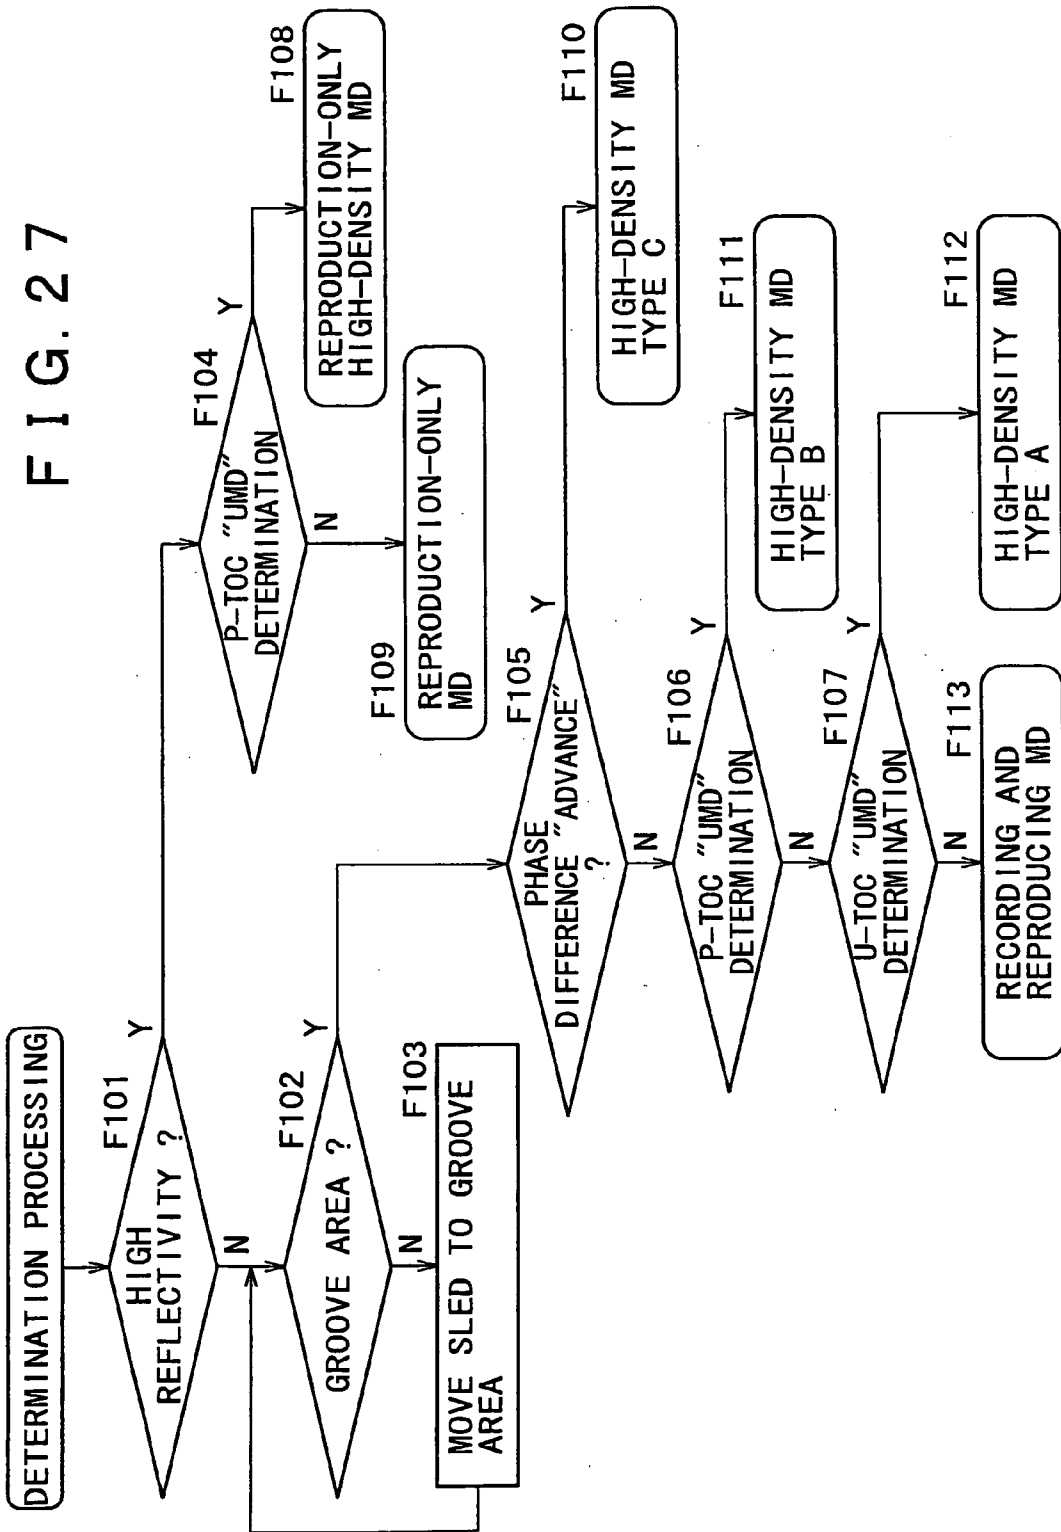 FIG. 27
DETERMINATION PROCESSING
F101
HIGH
REFLECTIVITY ?
Y
N
F102
GROOVE AREA ?
Y
N
F103
MOVE SLED TO GROOVE
AREA
F104
P-TOC "UMD"
DETERMINATION
Y
N
F108
REPRODUCTION-ONLY
HIGH-DENSITY MD
F109
REPRODUCTION-ONLY
MD
F105
PHASE
DIFFERENCE "ADVANCE"
?
Y
N
F110
HIGH-DENSITY MD
TYPE C
F106
P-TOC "UMD"
DETERMINATION
Y
N
F111
HIGH-DENSITY MD
TYPE B
F107
U-TOC "UMD"
DETERMINATION
Y
N
F112
HIGH-DENSITY MD
TYPE A
F113
RECORDING AND
REPRODUCING MD